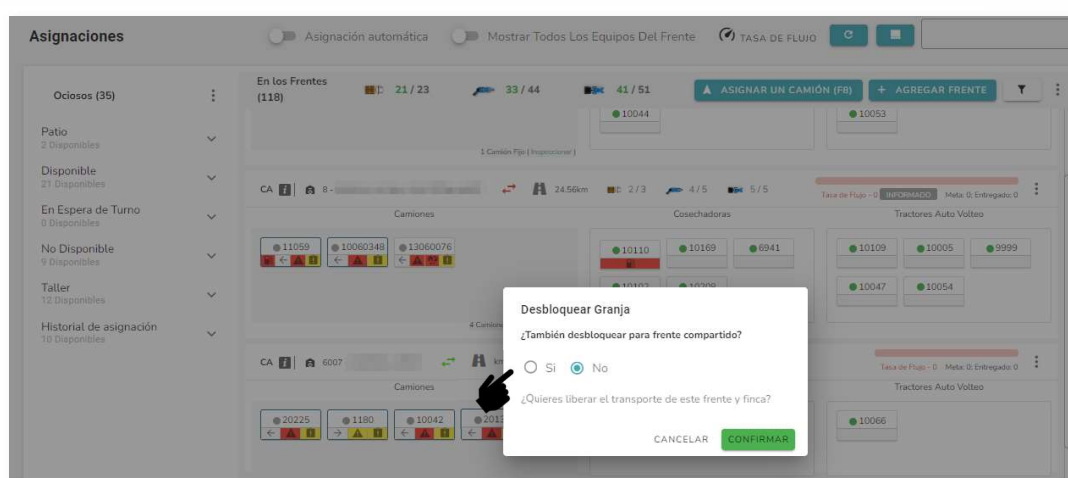 Asignaciones
Asignación automática
Mostrar Todos Los Equipos Del Frente
TASA DE FLUJO
Ociosos (35)
Patio
2 Disponibles
Disponible
21 Disponibles
En Espera de Turno
0 Disponibles
No Disponible
9 Disponibles
Taller
12 Disponibles
Historial de asignación
10 Disponibles
En los Frentes
(118)
21 / 23
33 / 44
41 / 51
ASIGNAR UN CAMIÓN (F8)
+ AGREGAR FRENTE
10044
10053
1 Camión Fijo ( Inspeccionar )
CA
8 -
24.56km
2 / 3
4 / 5
5 / 5
Tasa de Flujo - 0
INFORMADO
Meta: 0; Entregado: 0
Camiones
Cosechadoras
Tractores Auto Volteo
11059
10080348
13060076
10110
10169
6941
10109
10005
9999
10047
10054
CA
6007
Tasa de Flujo - 0
Meta: 0; Entregado: 0
Camiones
Tractores Auto Volteo
20225
1180
10042
10066
Desbloquear Granja
¿También desbloquear para frente compartido?
Si
No
¿Quieres liberar el transporte de este frente y finca?
CANCELAR
CONFIRMAR